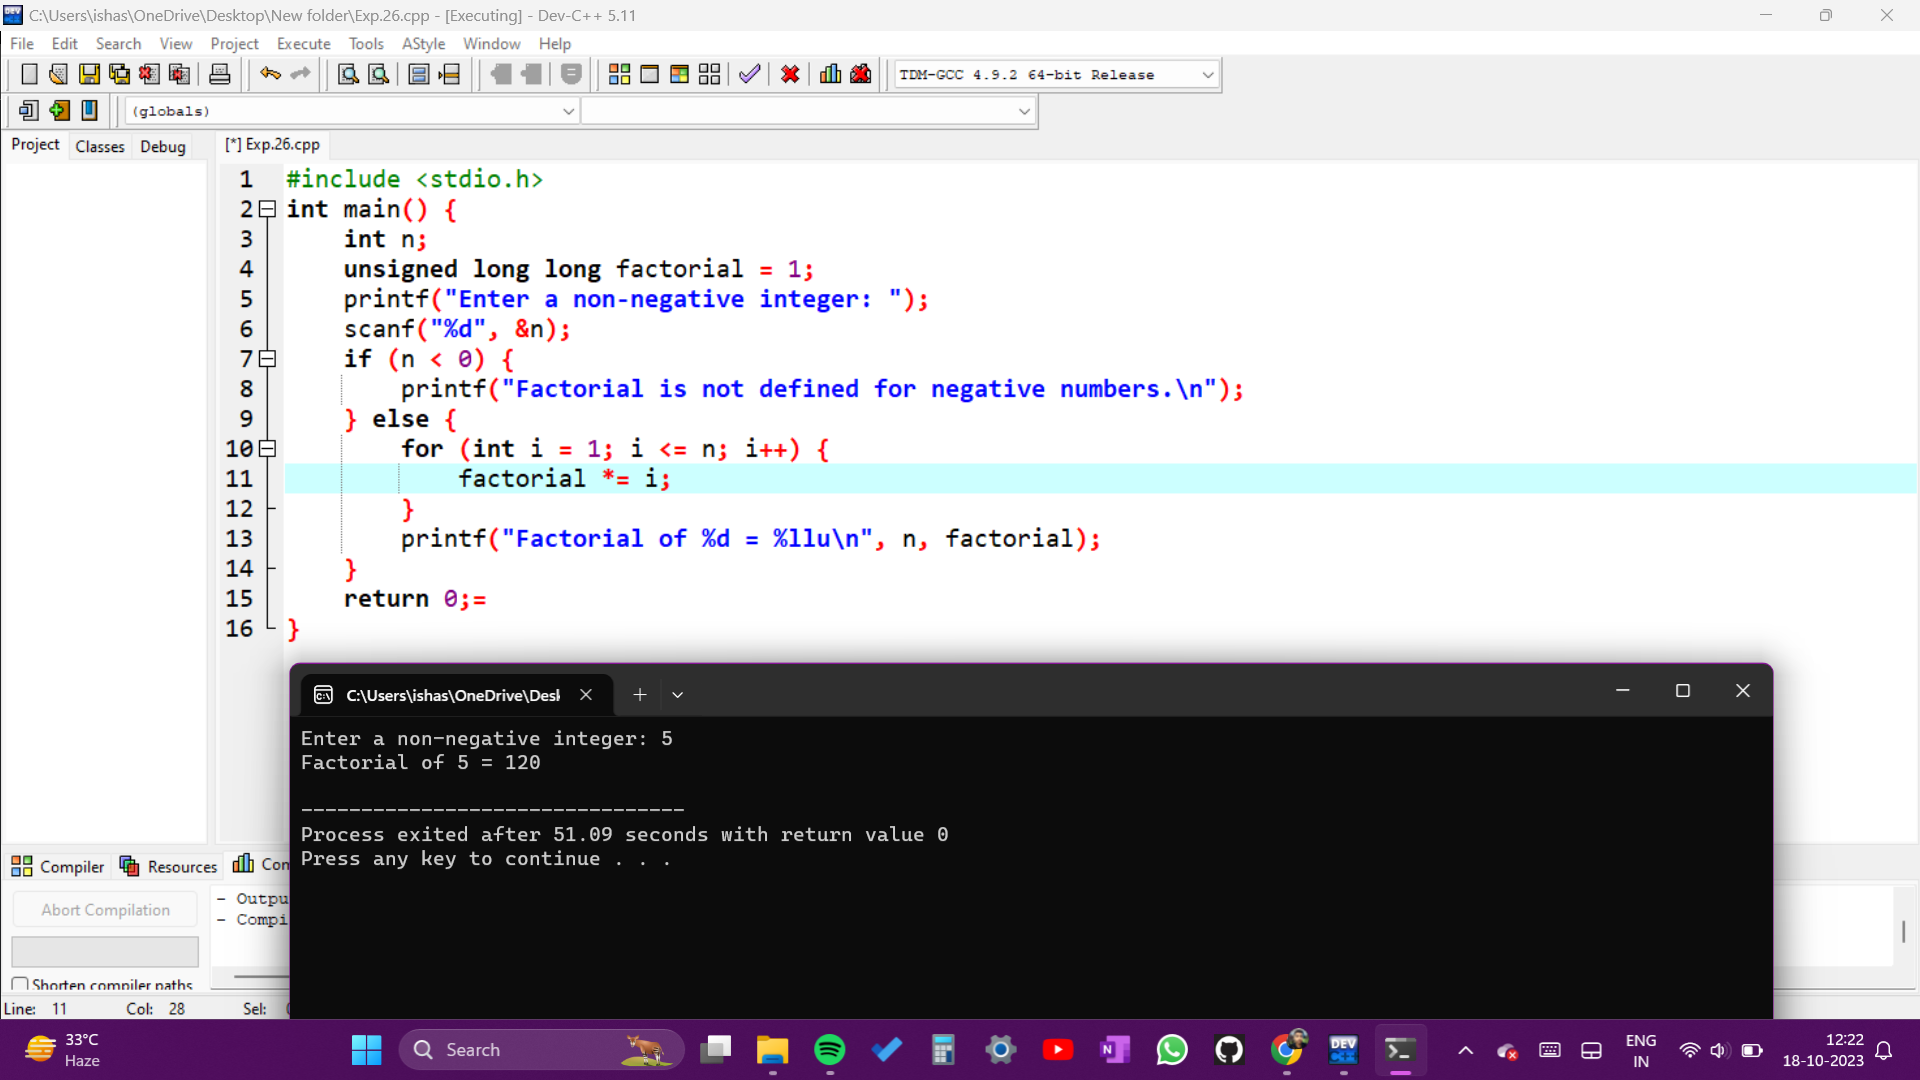 C:\Users\ishas\OneDrive\Desktop\New folder\Exp.26.cpp - [Executing] - Dev-C++ 5.11
File Edit Search View Project Execute Tools AStyle Window Help
TDM-GCC 4.9.2 64-bit Release
(globals)
Project Classes Debug [*] Exp.26.cpp
1 #include <stdio.h>
2 int main() {
3 int n;
4 unsigned long long factorial = 1;
5 printf("Enter a non-negative integer: ");
6 scanf("%d", &n);
7 if (n < 0) {
8 printf("Factorial is not defined for negative numbers.\n");
9 } else {
10 for (int i = 1; i <= n; i++) {
11 factorial *= i;
12 }
13 printf("Factorial of %d = %llu\n", n, factorial);
14 }
15 return 0;=
16 }
C:\Users\ishas\OneDrive\Desl
Enter a non-negative integer: 5
Factorial of 5 = 120
--------------------------------
Process exited after 51.09 seconds with return value 0
Press any key to continue . . .
Compiler Resources Con
Abort Compilation
- Outpu
- Compi
Shorten compiler paths
Line: 11 Col: 28 Sel:
33°C
Haze
Search
DEV C++
ENG
IN
12:22
18-10-2023